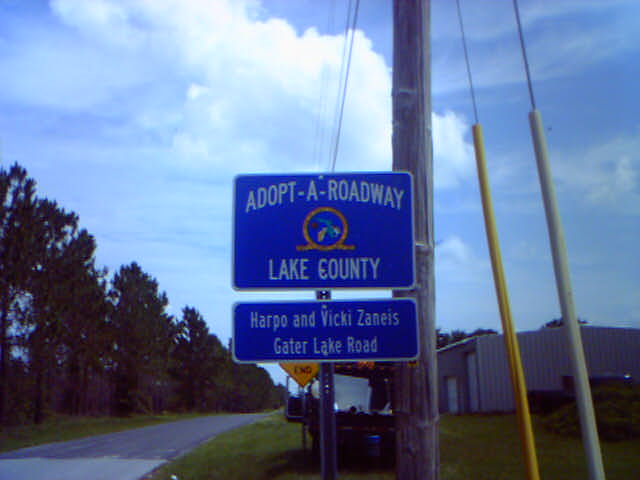 ADOPT-A-ROADWAY
LAKE COUNTY
Harpo and Vicki Zaneis
Gater Lake Road
END